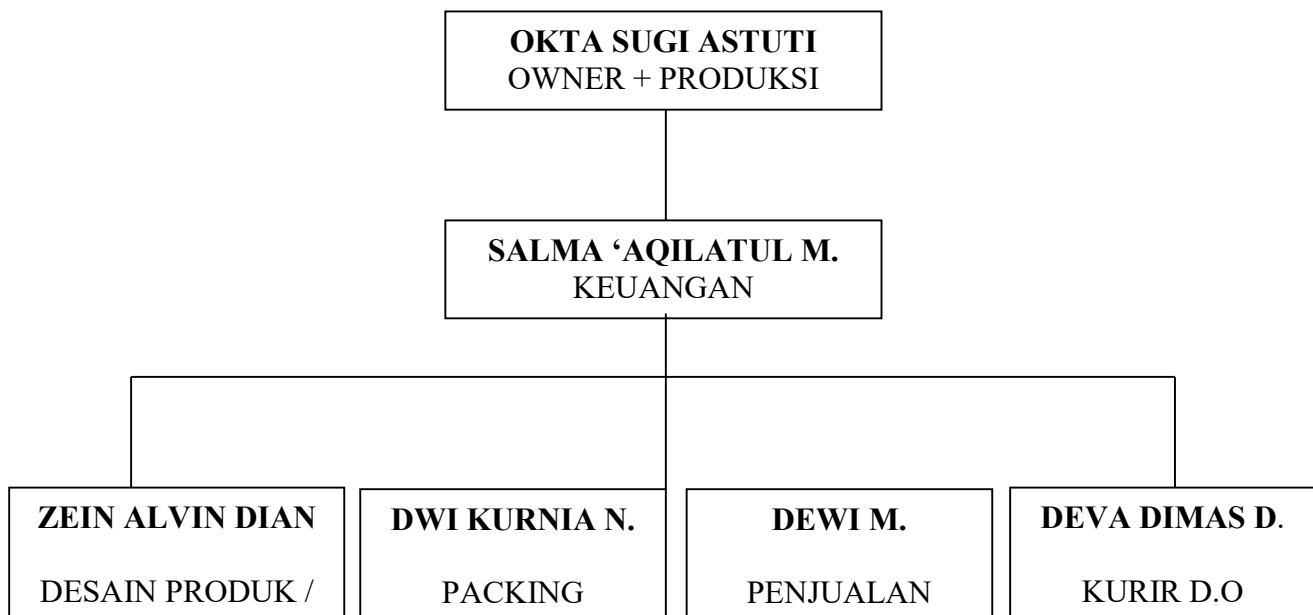 OKTA SUGI ASTUTI
OWNER + PRODUKSI
SALMA ‘AQILATUL M.
KEUANGAN
ZEIN ALVIN DIAN
DESAIN PRODUK /
DWI KURNIA N.
PACKING
DEWI M.
PENJUALAN
DEVA DIMAS D.
KURIR D.O